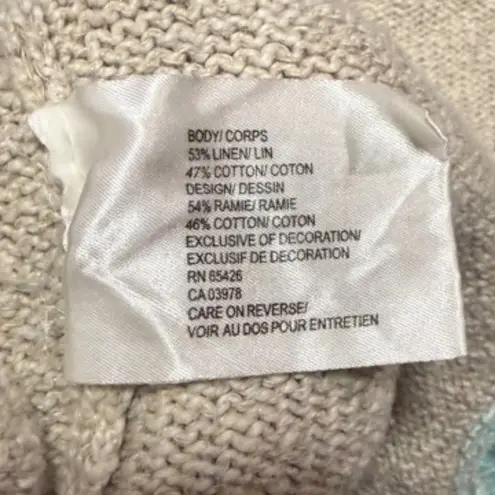 BODY/ CORPS
53% LINEN/ LIN
47% COTTON/ COTON
DESIGN/ DESSIN
54% RAMIE/ RAMIE
46% COTTON/ COTON
EXCLUSIVE OF DECORATION/
EXCLUSIF DE DECORATION
RN 65426
CA 03978
CARE ON REVERSE/
VOIR AU DOS POUR ENTRETIEN